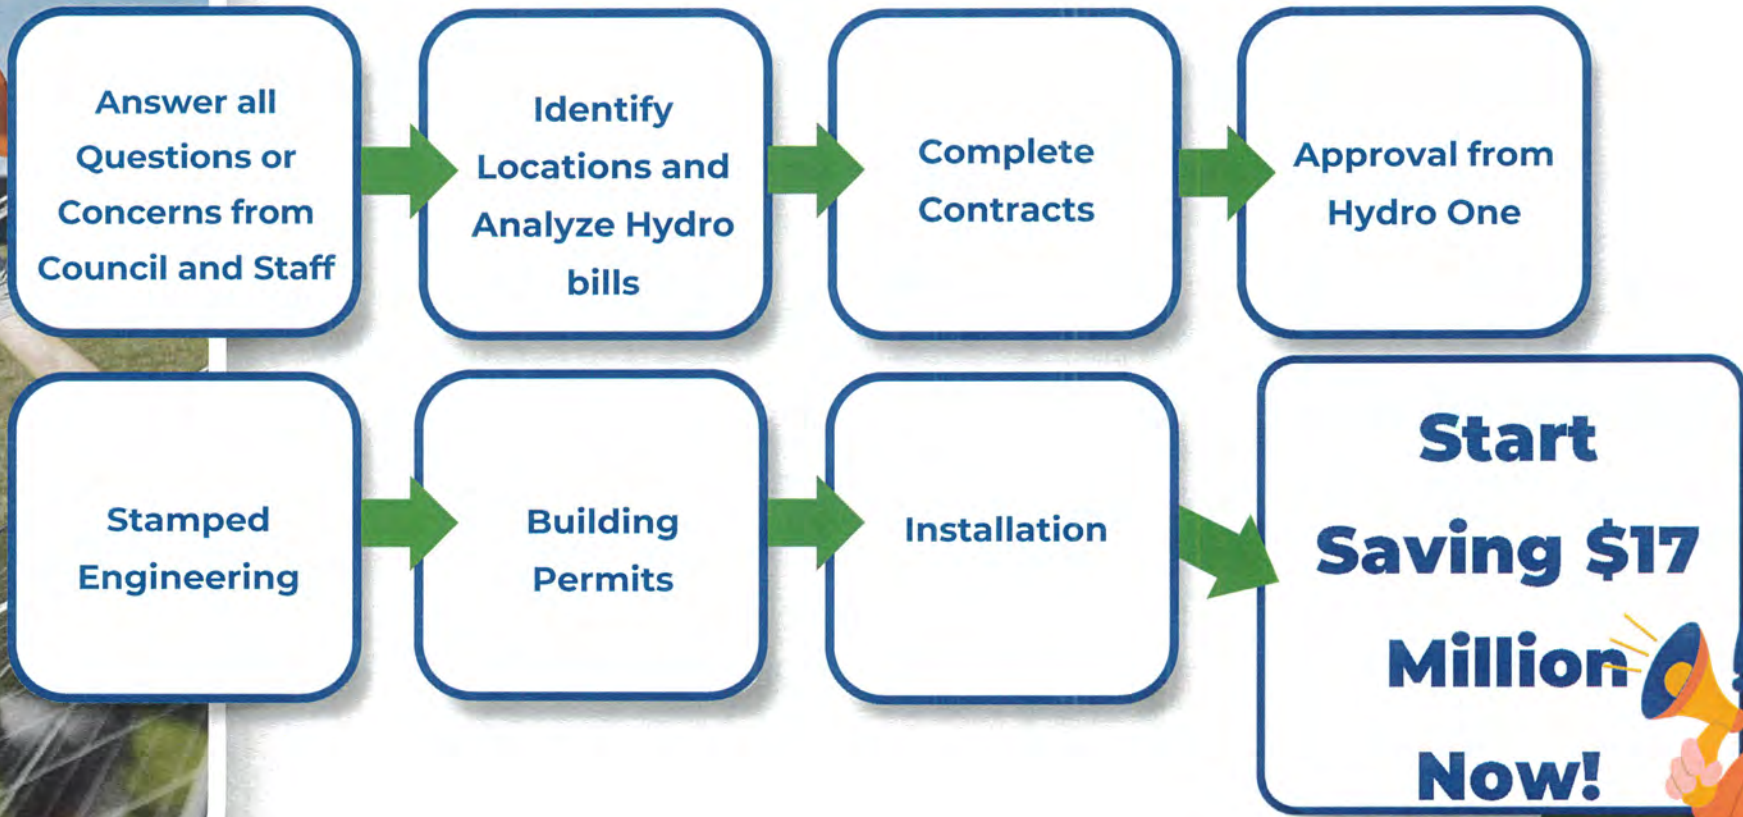 Answer all
Questions or
Concerns from
Council and Staff
Identify
Locations and
Analyze Hydro
bills
Complete
Contracts
Approval from
Hydro One
Stamped
Engineering
Building
Permits
Installation
Start
Saving $17
Million
Now!